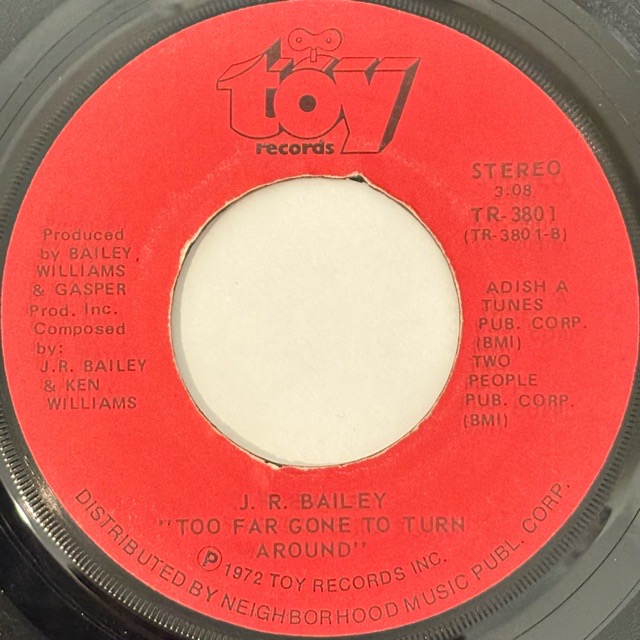 toy
records
STEREO
3:08
TR-3801
(TR-3801-B)
Produced
by BAILEY,
WILLIAMS
& GASPER
Prod. Inc.
Composed
by:
J.R. BAILEY
& KEN
WILLIAMS
ADISH A
TUNES
PUB. CORP.
(BMI)
TWO
PEOPLE
PUB. CORP.
(BMI)
J. R. BAILEY
"TOO FAR GONE TO TURN
AROUND"
℗ 1972 TOY RECORDS INC.
DISTRIBUTED BY NEIGHBORHOOD MUSIC PUBL. CORP.